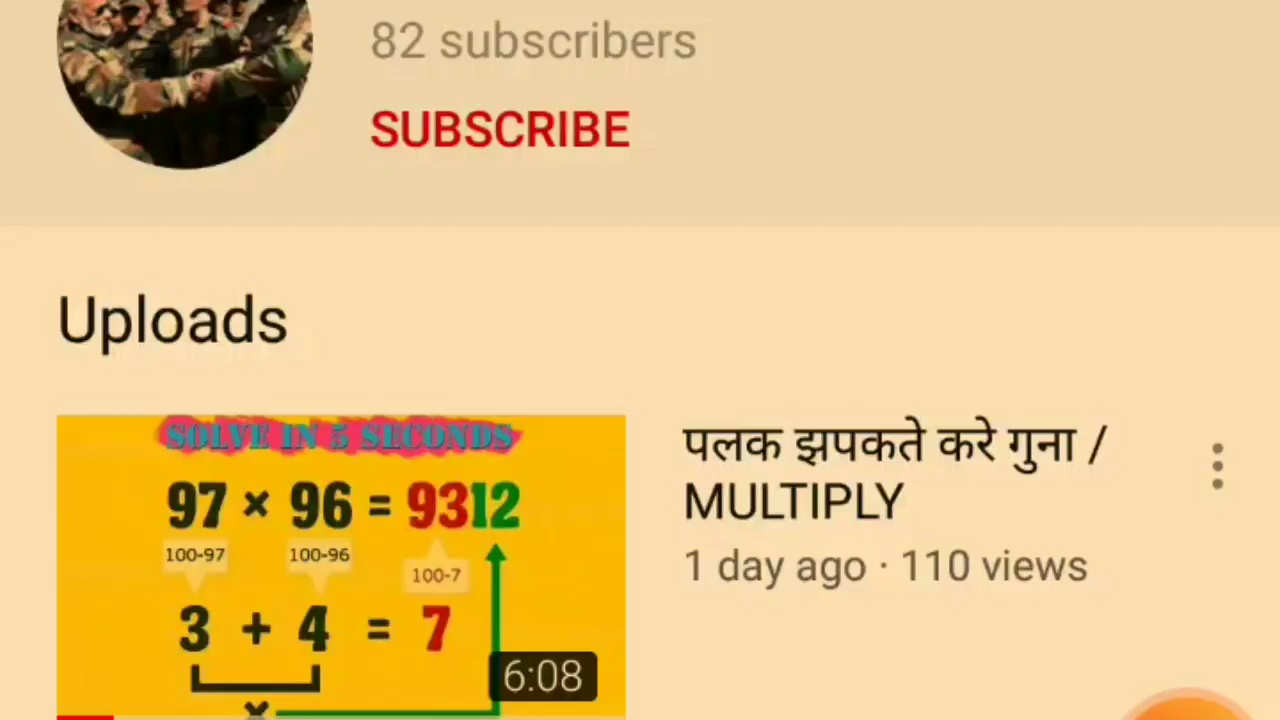 82 subscribers
SUBSCRIBE
Uploads
SOLVE IN 5 SECONDS
97 × 96 = 9312
100-97 100-96 100-7
3 + 4 = 7
×
6:08
पलक झपकते करे गुना /
MULTIPLY
1 day ago · 110 views